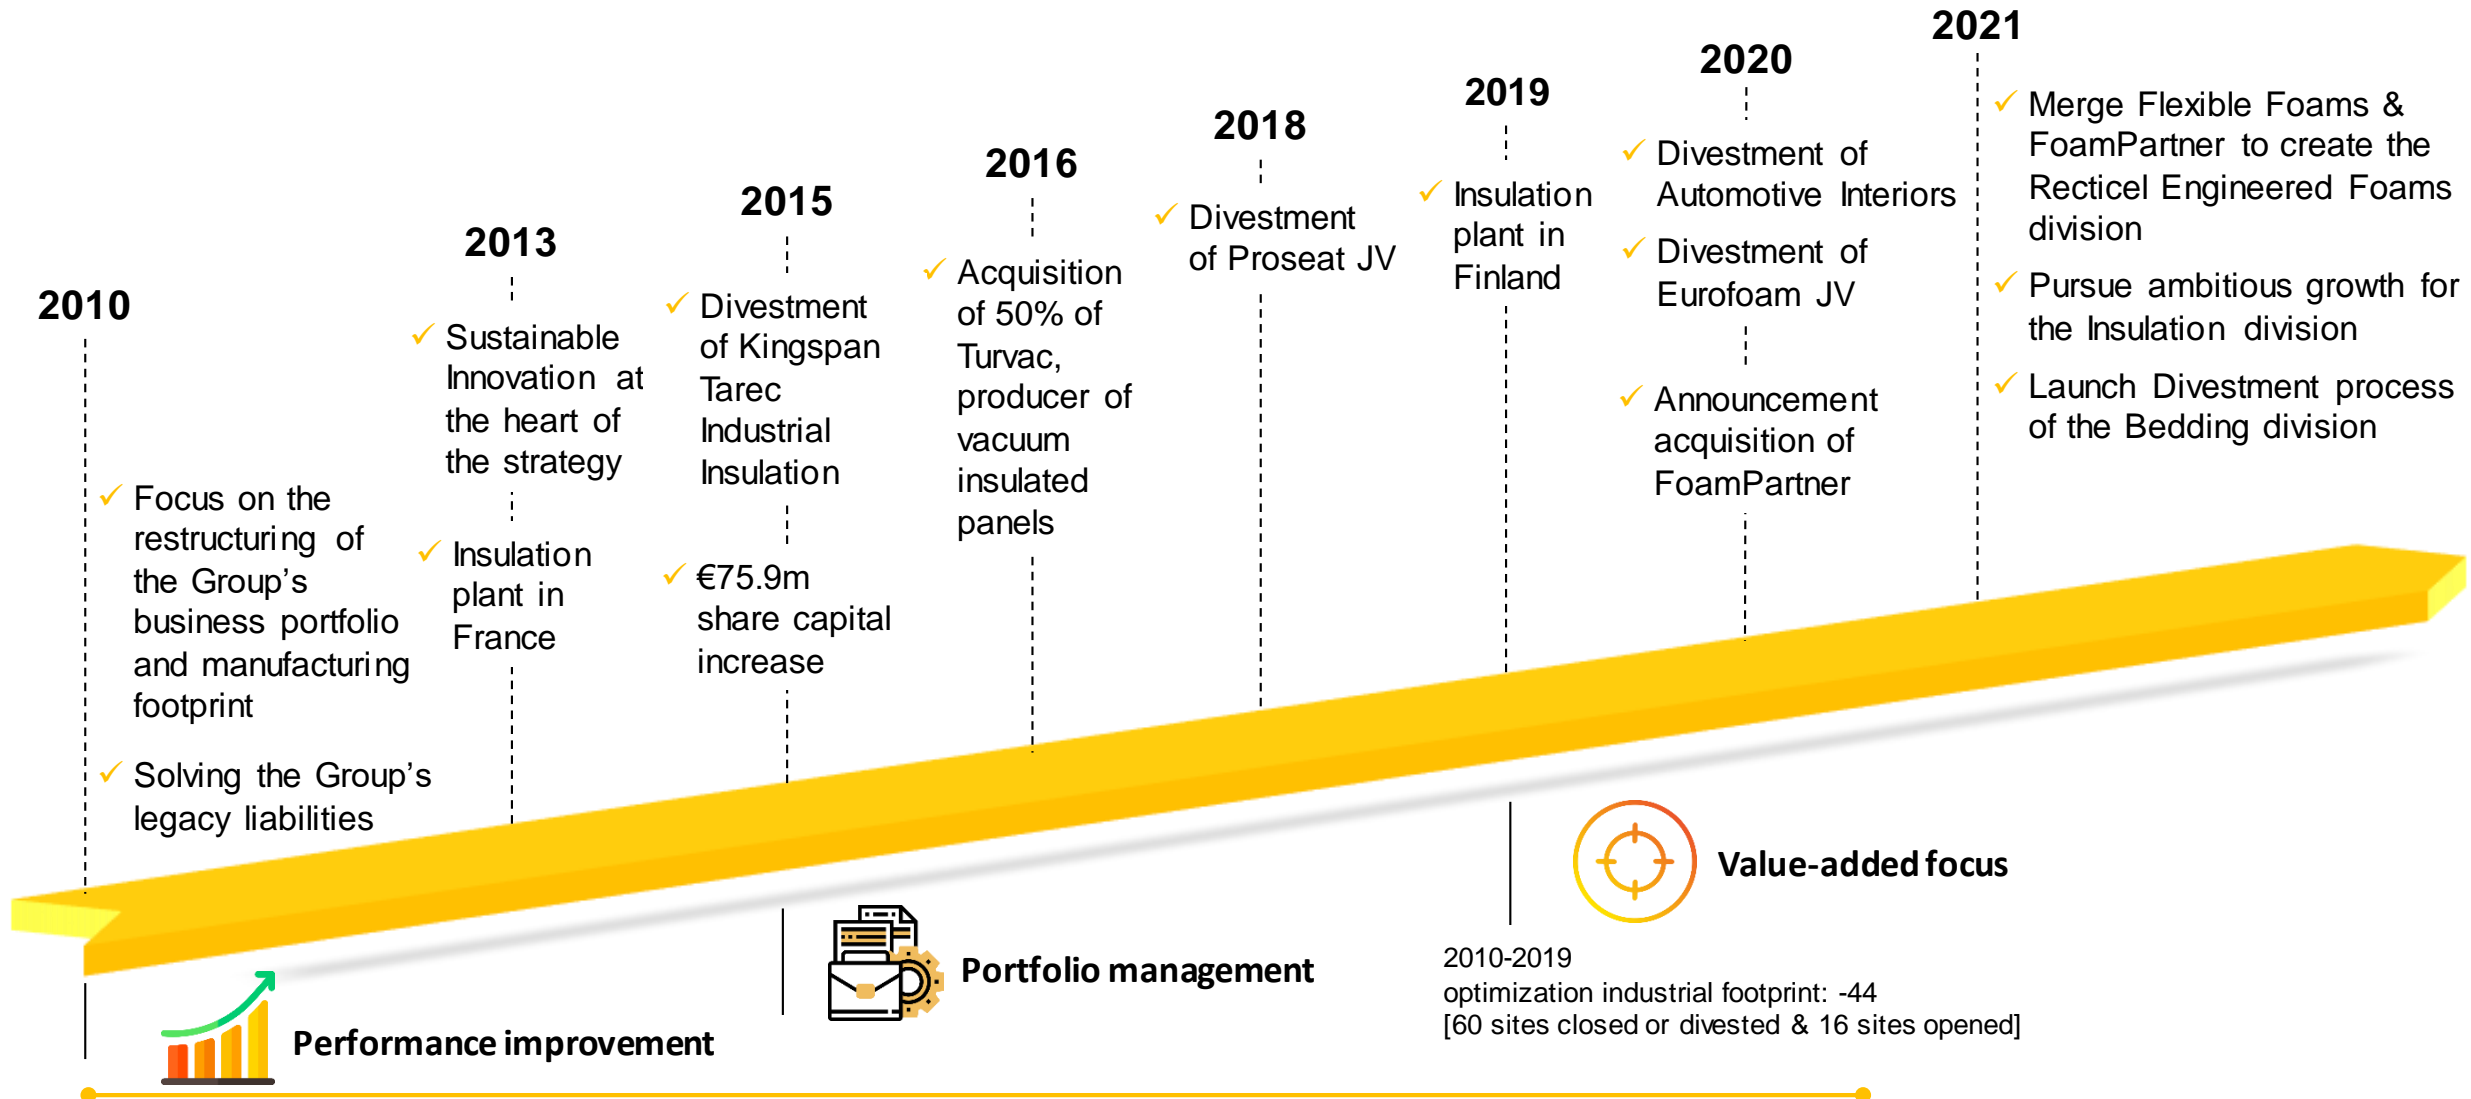 2010
Focus on the
restructuring of
the Group's
business portfolio
and manufacturing
footprint
Solving the Group's
legacy liabilities
2013
Sustainable
Innovation at
the heart of
the strategy
Insulation
plant in
France
2015
Divestment
of Kingspan
Tarec
Industrial
Insulation
€75.9m
share capital
increase
2016
Acquisition
of 50% of
Turvac,
producer of
vacuum
insulated
panels
2018
Divestment
of Proseat JV
2019
Insulation
plant in
Finland
2020
Divestment of
Automotive Interiors
Divestment of
Eurofoam JV
Announcement
acquisition of
FoamPartner
2021
Merge Flexible Foams &
FoamPartner to create the
Recticel Engineered Foams
division
Pursue ambitious growth for
the Insulation division
Launch Divestment process
of the Bedding division
Performance improvement
Portfolio management
Value-added focus
2010-2019
optimization industrial footprint: -44
[60 sites closed or divested & 16 sites opened]